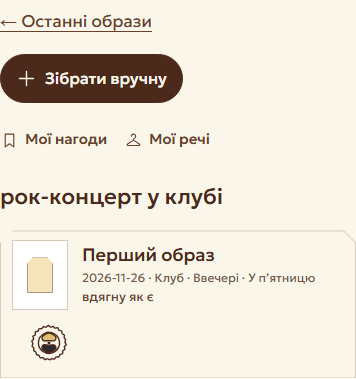 ← Останні образи
+ Зібрати вручну
Мої нагоди Мої речі
рок-концерт у клубі
Перший образ
2026-11-26 · Клуб · Ввечері · У п'ятницю
вдягну як є